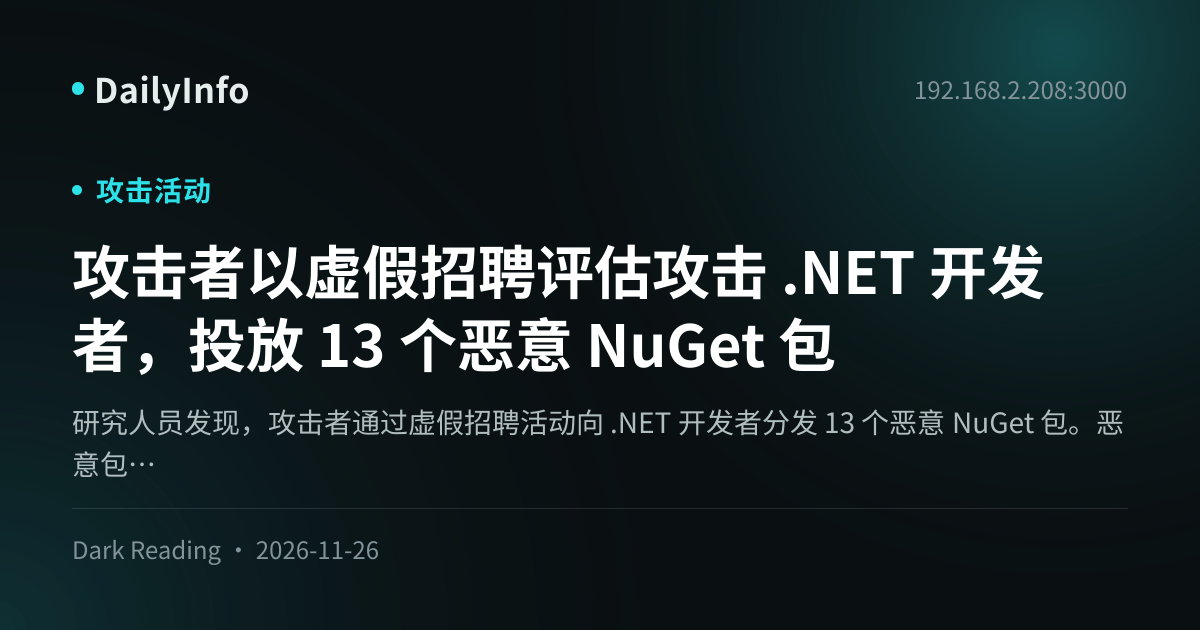 DailyInfo
192.168.2.208:3000
攻击活动
攻击者以虚假招聘评估攻击 .NET 开发
者，投放 13 个恶意 NuGet 包
研究人员发现，攻击者通过虚假招聘活动向 .NET 开发者分发 13 个恶意 NuGet 包。恶
意包…
Dark Reading · 2026-11-26